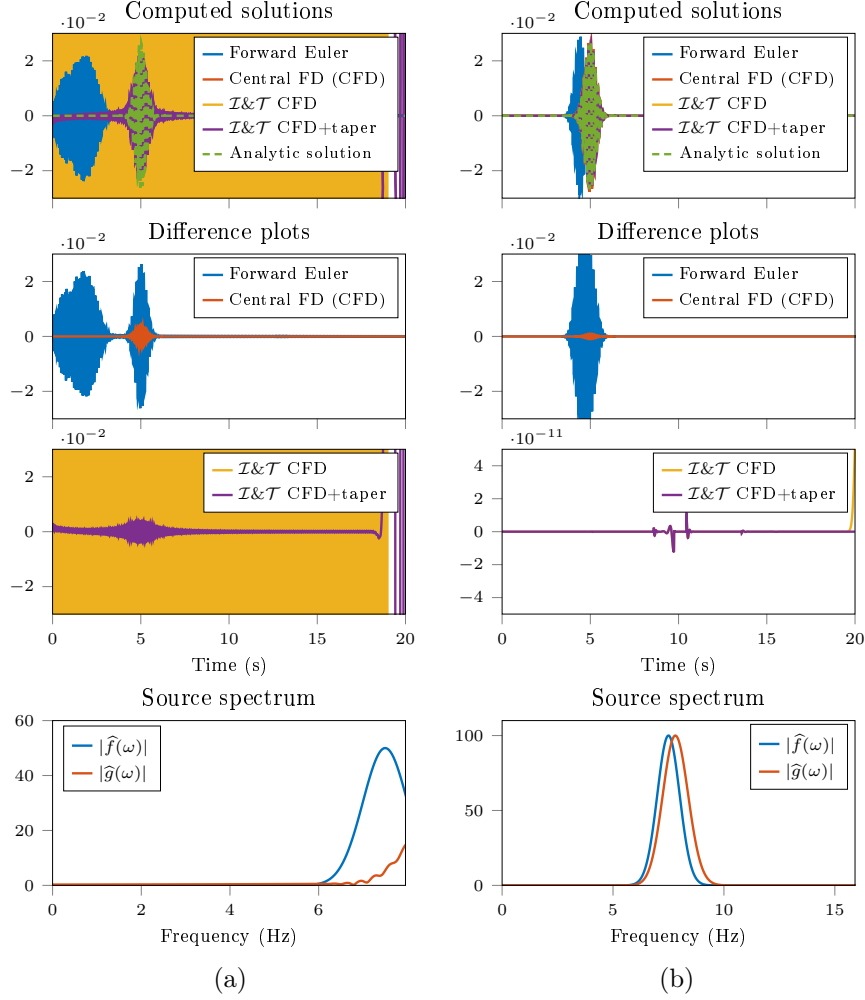 Computed solutions
·10⁻²
2
0
−2
Forward Euler
Central FD (CFD)
ℐ&𝒯 CFD
ℐ&𝒯 CFD+taper
Analytic solution
Difference plots
·10⁻²
2
0
−2
Forward Euler
Central FD (CFD)
·10⁻²
2
0
−2
ℐ&𝒯 CFD
ℐ&𝒯 CFD+taper
0 5 10 15 20
Time (s)
Source spectrum
60
40
20
0
|f̂(ω)|
|ĝ(ω)|
0 2 4 6
Frequency (Hz)
(a)
Computed solutions
·10⁻²
2
0
−2
Forward Euler
Central FD (CFD)
ℐ&𝒯 CFD
ℐ&𝒯 CFD+taper
Analytic solution
Difference plots
·10⁻²
2
0
−2
Forward Euler
Central FD (CFD)
·10⁻¹¹
4
2
0
−2
−4
ℐ&𝒯 CFD
ℐ&𝒯 CFD+taper
0 5 10 15 20
Time (s)
Source spectrum
100
50
0
|f̂(ω)|
|ĝ(ω)|
0 5 10 15
Frequency (Hz)
(b)